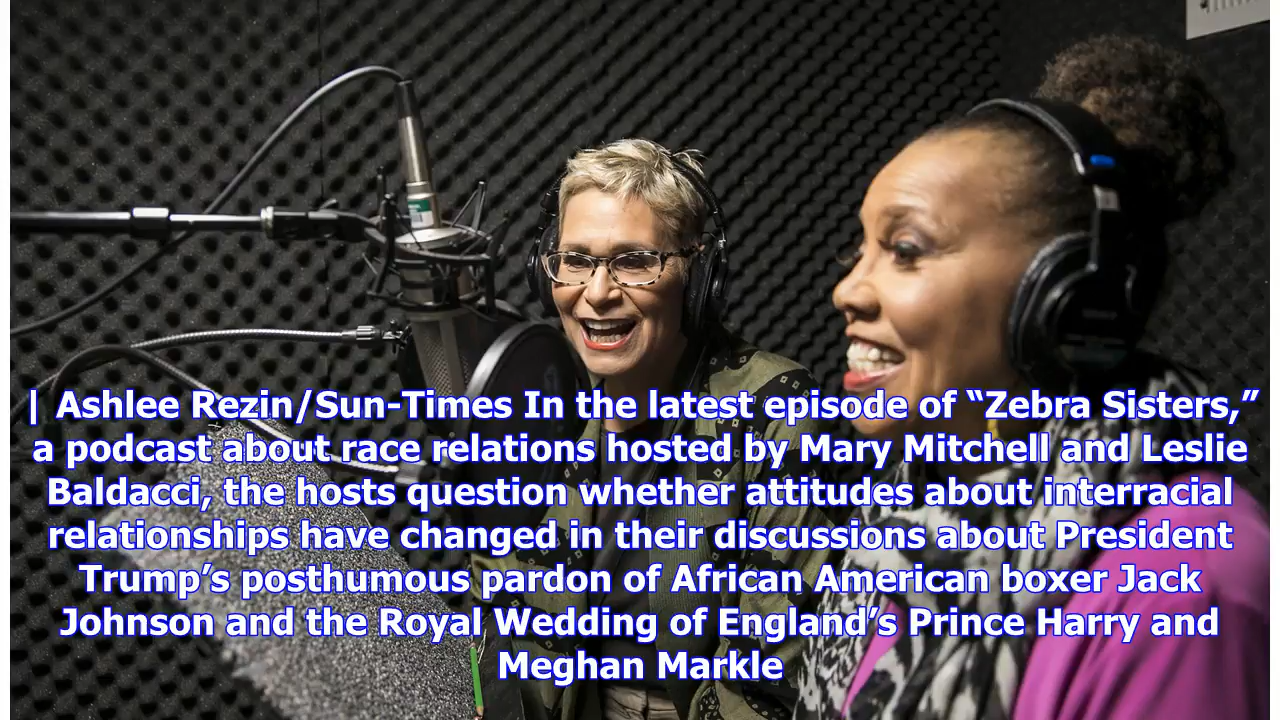 | Ashlee Rezin/Sun-Times In the latest episode of “Zebra Sisters,”
a podcast about race relations hosted by Mary Mitchell and Leslie
Baldacci, the hosts question whether attitudes about interracial
relationships have changed in their discussions about President
Trump’s posthumous pardon of African American boxer Jack
Johnson and the Royal Wedding of England’s Prince Harry and
Meghan Markle